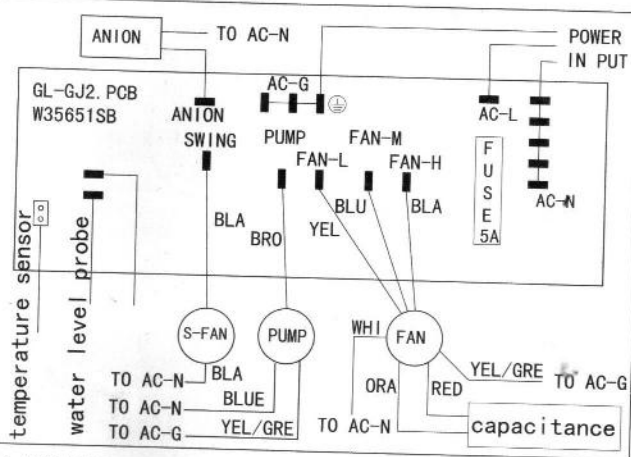 ANION
TO AC-N
POWER
IN PUT
GL-GJ2. PCB
W35651SB
AC-G
ANION
AC-L
SWING
PUMP
FAN-M
FAN-L
FAN-H
FUSE
5A
AC-N
BLA
BRO
YEL
BLU
BLA
temperature sensor
water level probe
S-FAN
PUMP
WHI
FAN
BLA
TO AC-N
BLUE
TO AC-N
YEL/GRE
TO AC-G
ORA
RED
YEL/GRE
TO AC-G
TO AC-N
capacitance